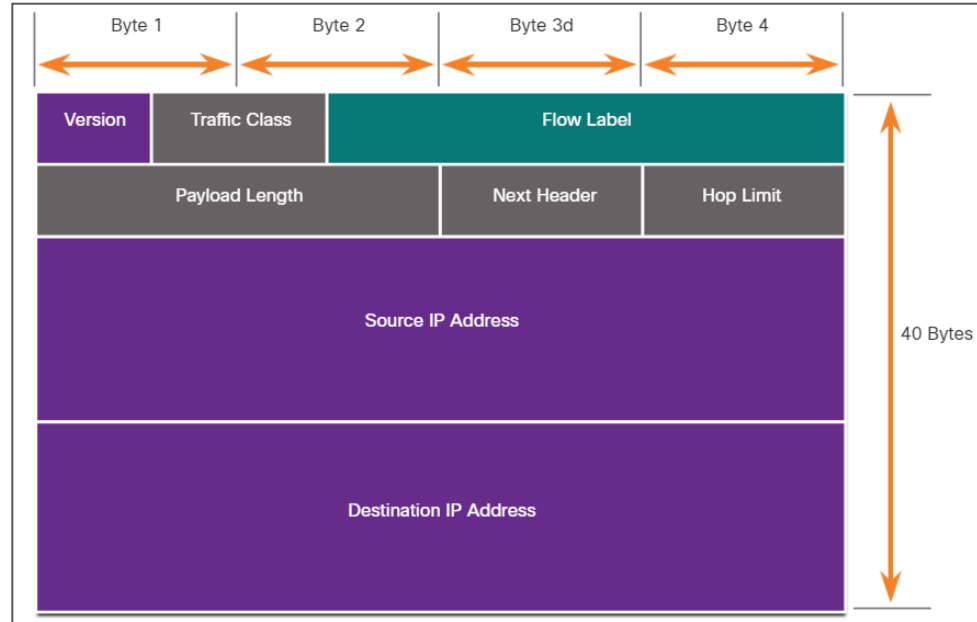 Byte 1
Byte 2
Byte 3d
Byte 4
Version
Traffic Class
Flow Label
Payload Length
Next Header
Hop Limit
Source IP Address
40 Bytes
Destination IP Address